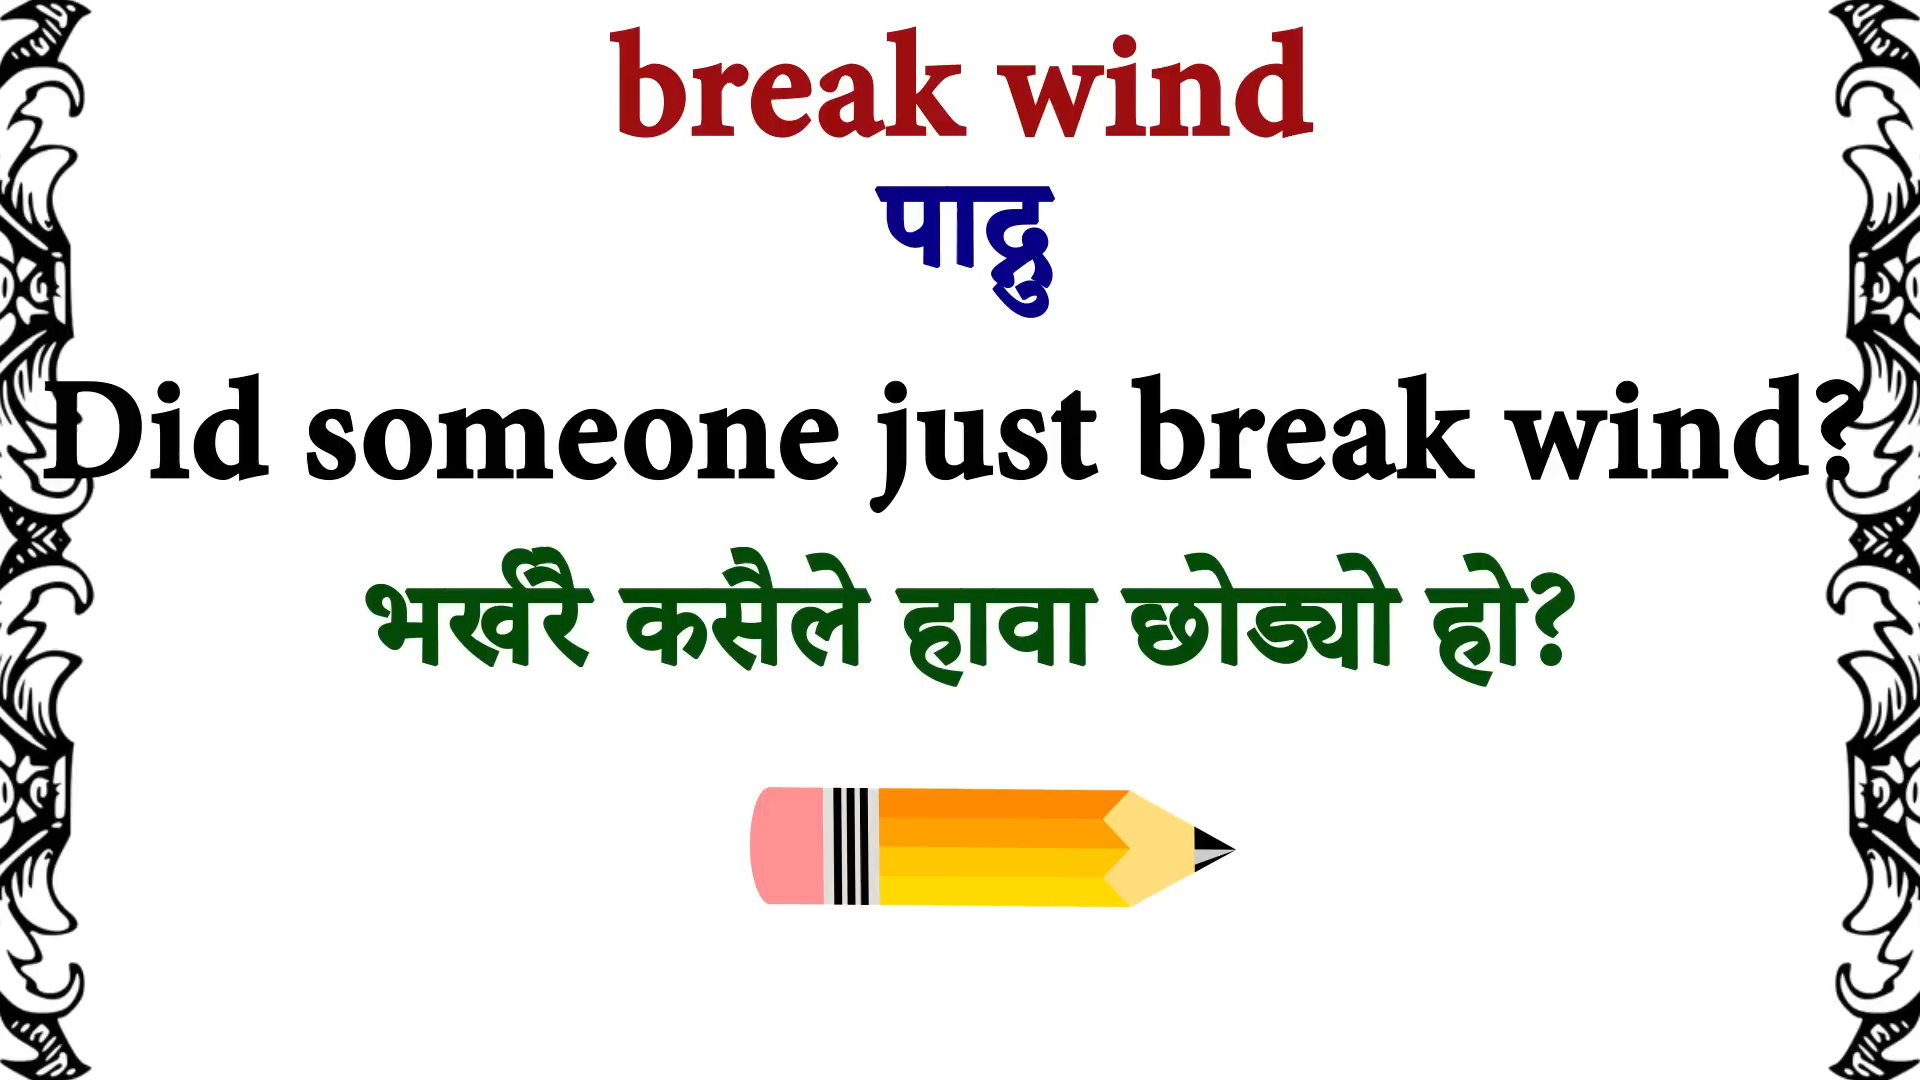 break wind
पाद्नु
Did someone just break wind?
भर्खरै कसैले हावा छोड्यो हो?